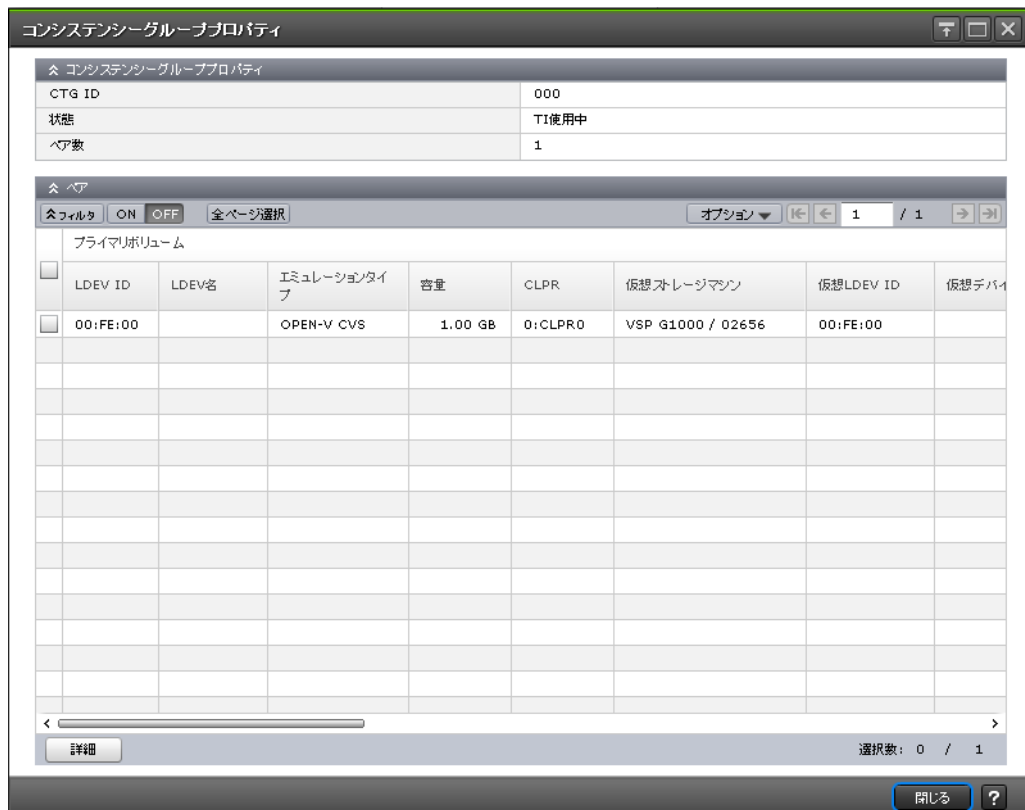 コンシステンシーグループプロパティ
コンシステンシーグループプロパティ
CTG ID 000
状態 TI使用中
ペア数 1
ペア
フィルタ ON OFF 全ページ選択 オプション 1 / 1
プライマリボリューム
LDEV ID LDEV名 エミュレーションタイプ 容量 CLPR 仮想ストレージマシン 仮想LDEV ID 仮想デバイ
00:FE:00 OPEN-V CVS 1.00 GB 0:CLPR0 VSP G1000 / 02656 00:FE:00
詳細 選択数: 0 / 1
閉じる ?